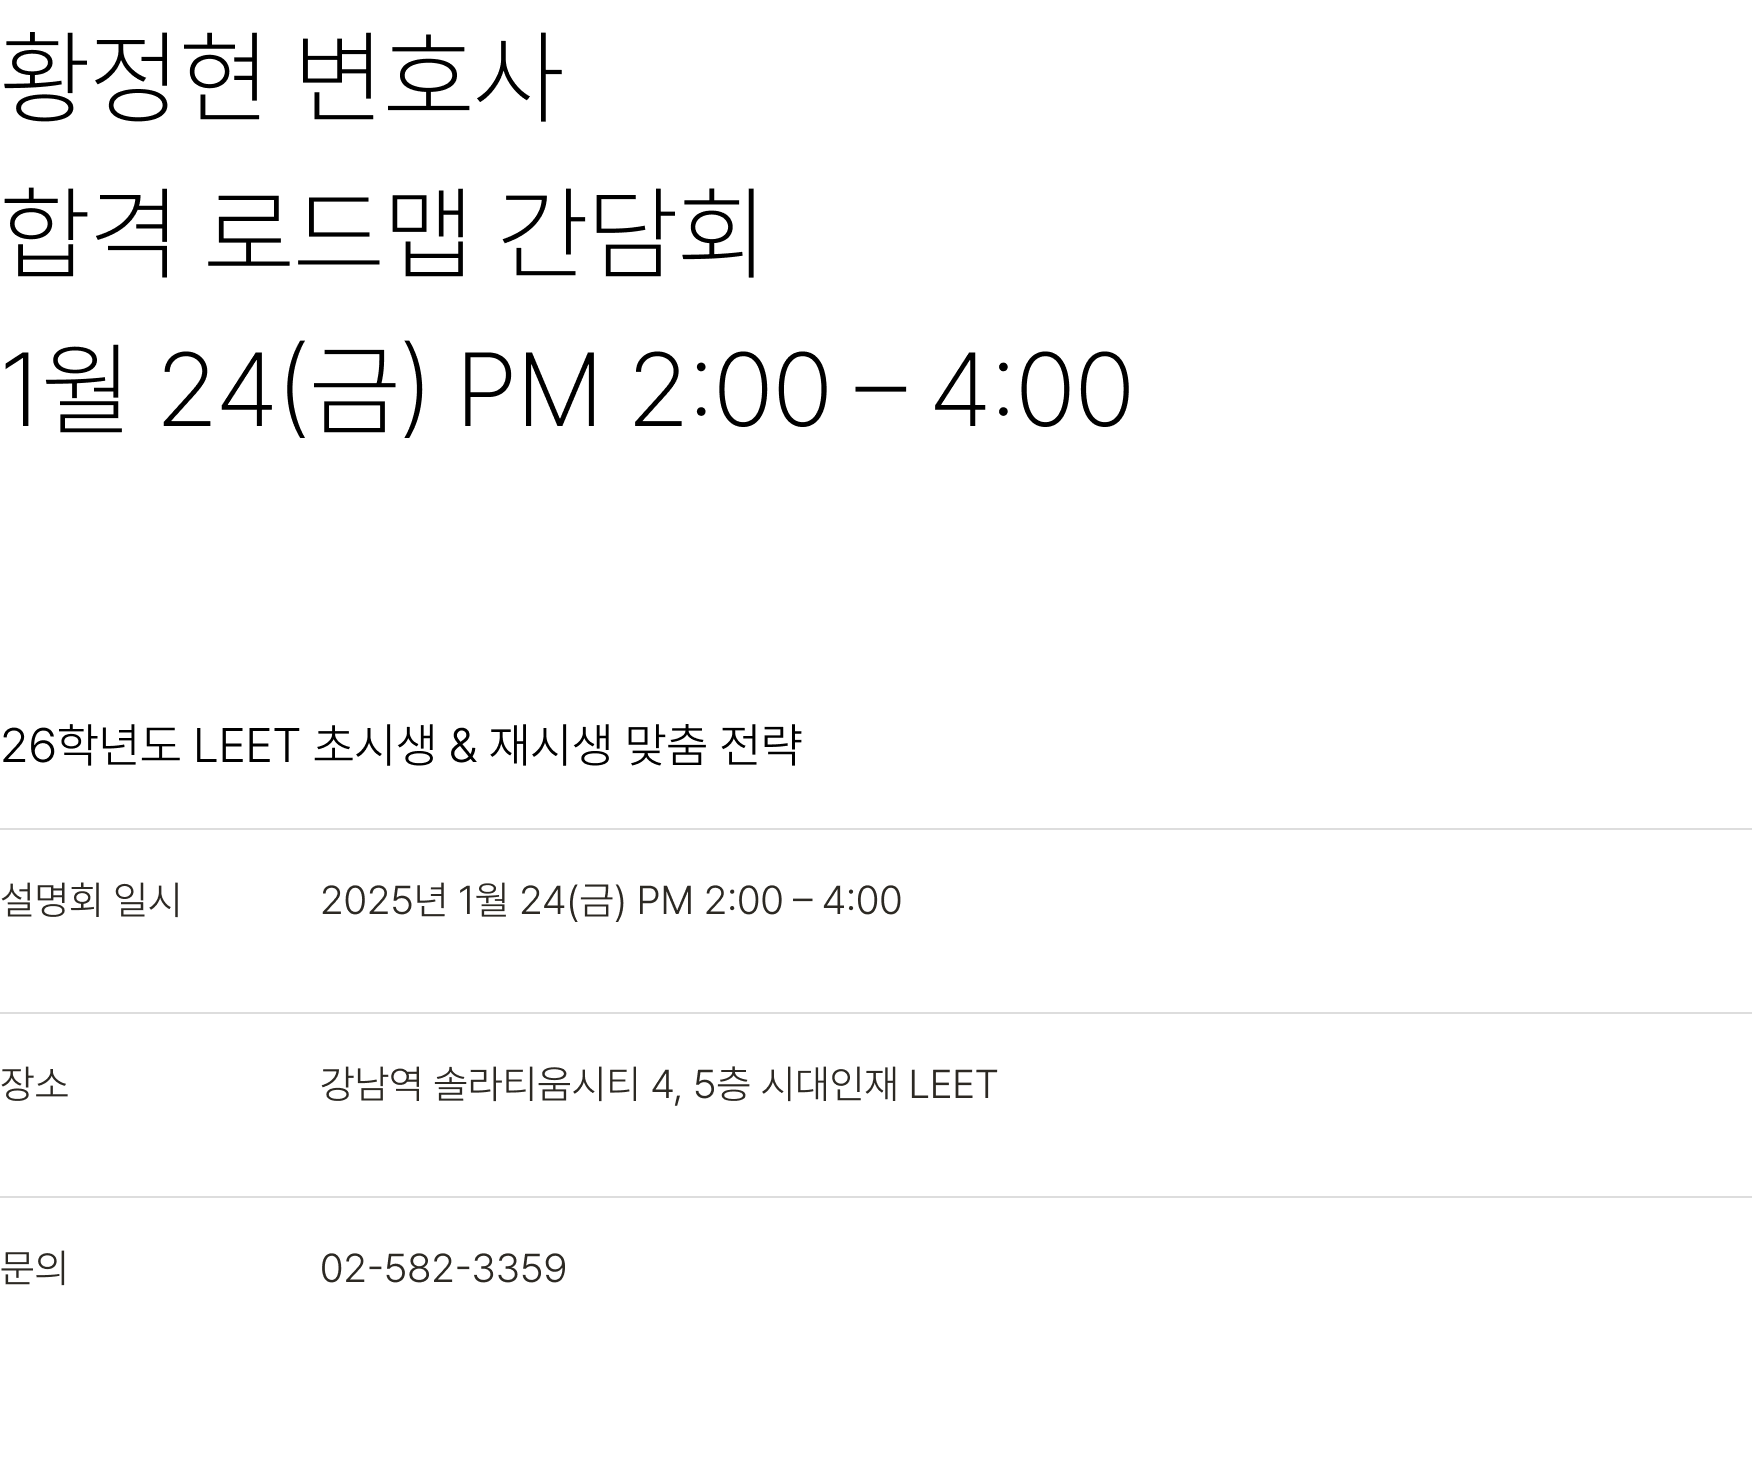 황정현 변호사
합격 로드맵 간담회
1월 24(금) PM 2:00 – 4:00
26학년도 LEET 초시생 & 재시생 맞춤 전략
설명회 일시 2025년 1월 24(금) PM 2:00 – 4:00
장소 강남역 솔라티움시티 4, 5층 시대인재 LEET
문의 02-582-3359